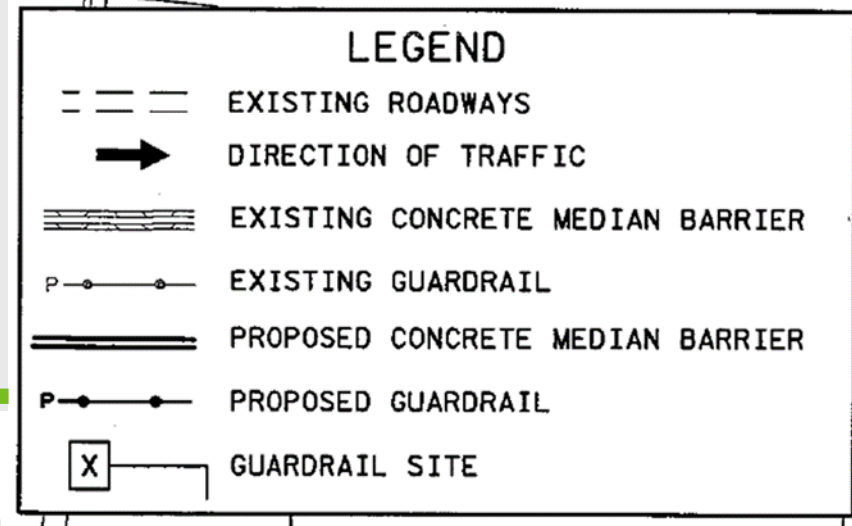 LEGEND
EXISTING ROADWAYS
DIRECTION OF TRAFFIC
EXISTING CONCRETE MEDIAN BARRIER
P EXISTING GUARDRAIL
PROPOSED CONCRETE MEDIAN BARRIER
P PROPOSED GUARDRAIL
X GUARDRAIL SITE